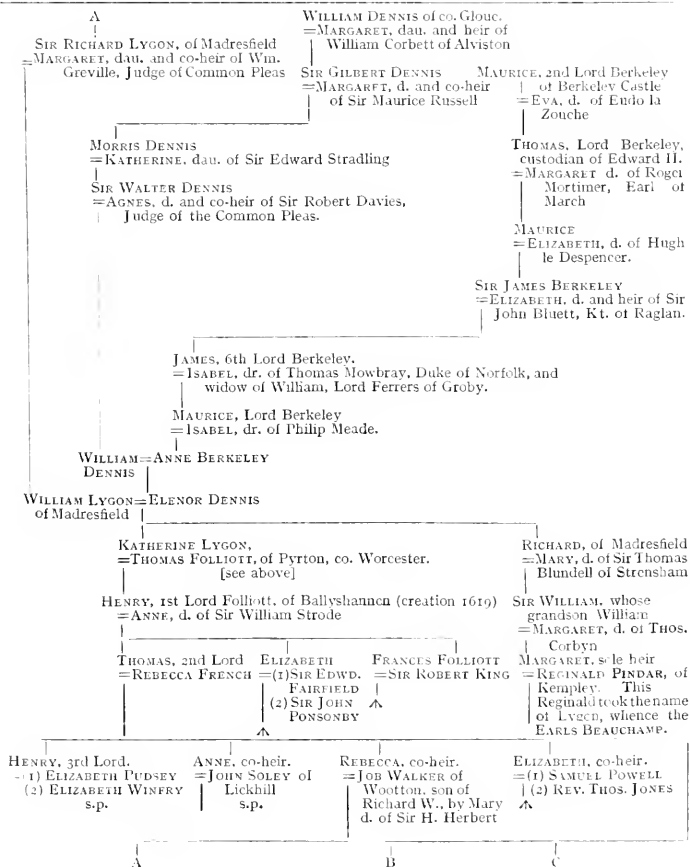 A
SIR RICHARD LYGON, of Madresfield
=MARGARET, dau. and co-heir of Wm.
Greville, Judge of Common Pleas
WILLIAM DENNIS of co. Glouc.
=MARGARET, dau. and heir of
William Corbett of Alviston
SIR GILBERT DENNIS
=MARGARET, d. and co-heir
of Sir Maurice Russell
MAURICE, 2nd Lord Berkeley
of Berkeley Castle
=EVA, d. of Eudo la
Zouche
MORRIS DENNIS
=KATHERINE, dau. of Sir Edward Stradling
SIR WALTER DENNIS
=AGNES, d. and co-heir of Sir Robert Davies,
Judge of the Common Pleas.
THOMAS, Lord Berkeley,
custodian of Edward II.
=MARGARET d. of Roger
Mortimer, Earl of
March
MAURICE
=ELIZABETH, d. of Hugh
le Despencer.
SIR JAMES BERKELEY
=ELIZABETH, d. and heir of Sir
John Bluett, Kt. of Raglan.
JAMES, 6th Lord Berkeley.
=ISABEL, dr. of Thomas Mowbray, Duke of Norfolk, and
widow of William, Lord Ferrers of Groby.
MAURICE, Lord Berkeley
=ISABEL, dr. of Philip Meade.
WILLIAM=ANNE BERKELEY
DENNIS
WILLIAM LYGON=ELENOR DENNIS
of Madresfield
KATHERINE LYGON,
=THOMAS FOLLIOTT, of Pyrton, co. Worcester.
[see above]
RICHARD, of Madresfield
=MARY, d. of Sir Thomas
Blundell of Strensham
HENRY, 1st Lord Folliott, of Ballyshannon (creation 1619)
=ANNE, d. of Sir William Strode
SIR WILLIAM, whose
grandson William
=MARGARET, d. of THOS.
Corbyn
THOMAS, 2nd Lord
=REBECCA FRENCH
ELIZABETH
=(1) SIR EDWD.
FAIRFIELD
(2) SIR JOHN
PONSONBY
FRANCES FOLLIOTT
=SIR ROBERT KING
MARGARET, sole heir
=REGINALD PINDAR, of
Kempley. This
Reginald took the name
of Lygon, whence the
EARLS BEAUCHAMP.
HENRY, 3rd Lord.
=(1) ELIZABETH PUDSEY
(2) ELIZABETH WINFRY
s.p.
ANNE, co-heir.
=JOHN SOLEY of
Lickhill
s.p.
REBECCA, co-heir.
=JOB WALKER of
Wootton, son of
Richard W., by Mary
d. of Sir H. Herbert
ELIZABETH, co-heir.
=(1) SAMUEL POWELL
(2) REV. THOS. JONES
A
B
C